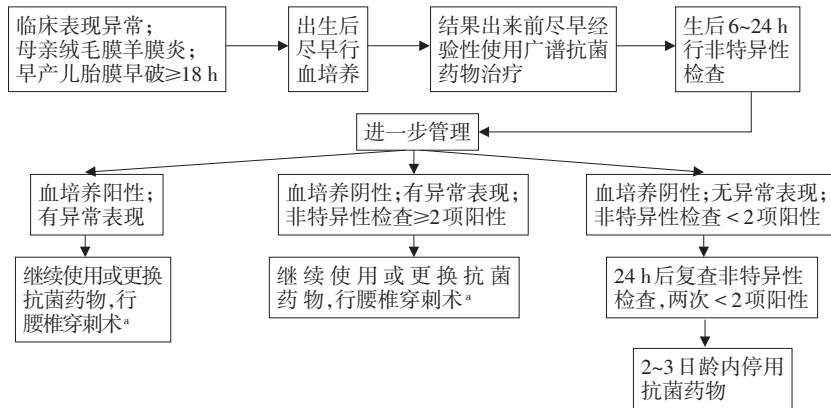 临床表现异常；
母亲绒毛膜羊膜炎；
早产儿胎膜早破≥18 h
出生后
尽早行
血培养
结果出来前尽早经
验性使用广谱抗菌
药物治疗
生后6~24 h
行非特异性
检查
进一步管理
血培养阳性；
有异常表现
血培养阴性；有异常表现；
非特异性检查≥2项阳性
血培养阴性；无异常表现；
非特异性检查＜2项阳性
继续使用或更换
抗菌药物，行
腰椎穿刺术a
继续使用或更换抗菌
药物，行腰椎穿刺术a
24 h后复查非特异性
检查，两次＜2项阳性
2~3日龄内停用
抗菌药物